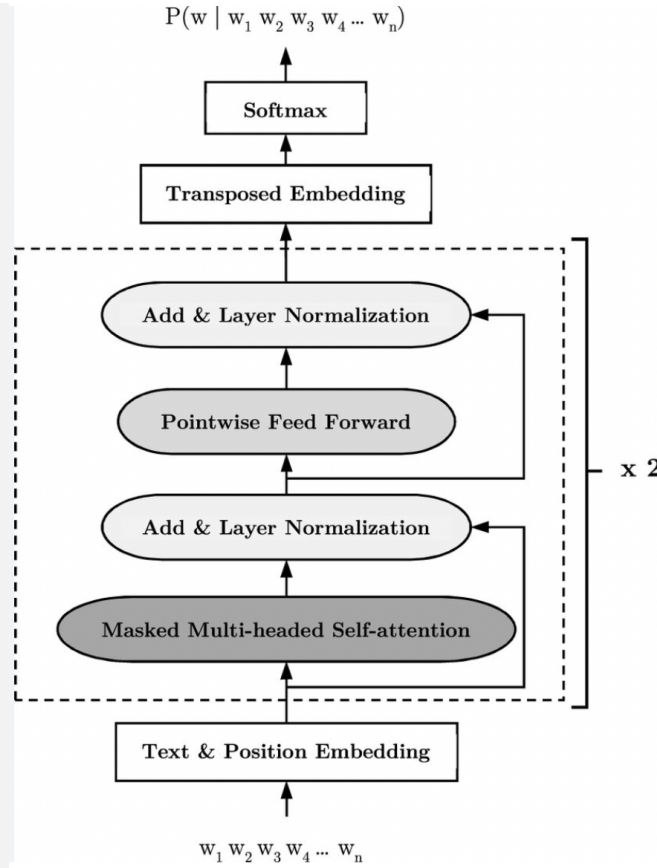 P(w | w₁ w₂ w₃ w₄ ... wₙ)
Softmax
Transposed Embedding
Add & Layer Normalization
Pointwise Feed Forward
x 2
Add & Layer Normalization
Masked Multi-headed Self-attention
Text & Position Embedding
w₁ w₂ w₃ w₄ ... wₙ